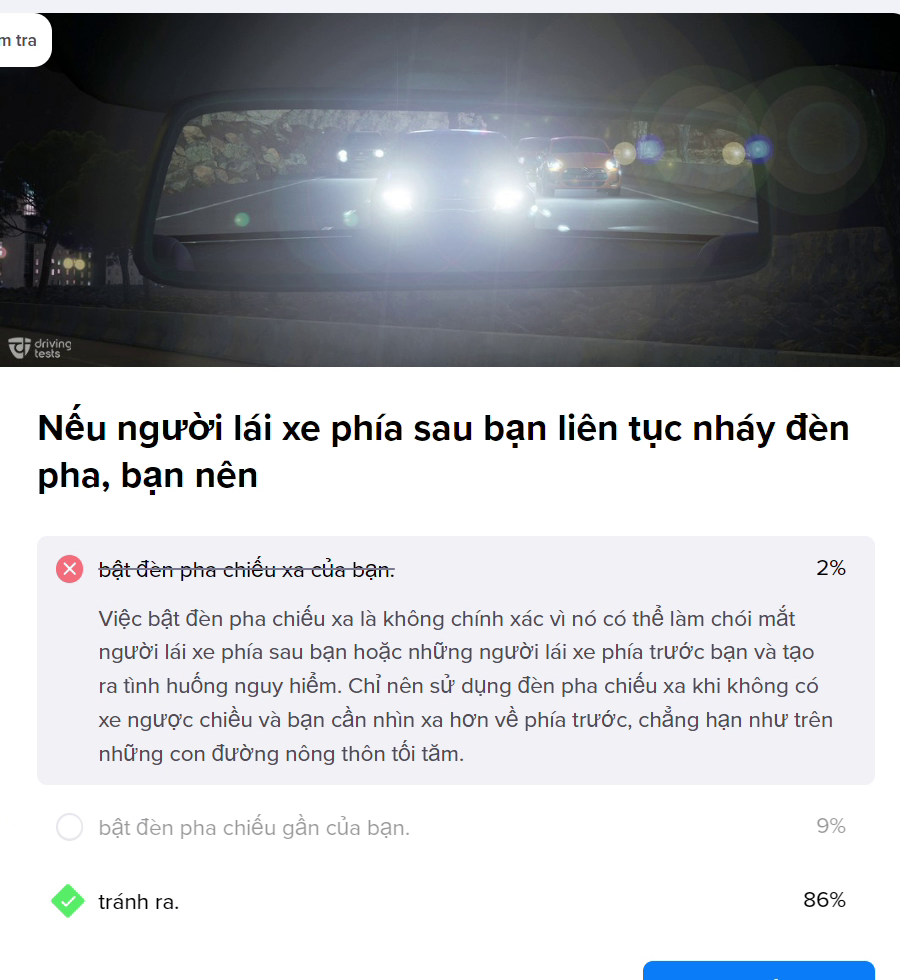 m tra
driving
tests
Nếu người lái xe phía sau bạn liên tục nháy đèn
pha, bạn nên
bật đèn pha chiếu xa của bạn.
2%
Việc bật đèn pha chiếu xa là không chính xác vì nó có thể làm chói mắt
người lái xe phía sau bạn hoặc những người lái xe phía trước bạn và tạo
ra tình huống nguy hiểm. Chỉ nên sử dụng đèn pha chiếu xa khi không có
xe ngược chiều và bạn cần nhìn xa hơn về phía trước, chẳng hạn như trên
những con đường nông thôn tối tăm.
bật đèn pha chiếu gần của bạn.
9%
tránh ra.
86%